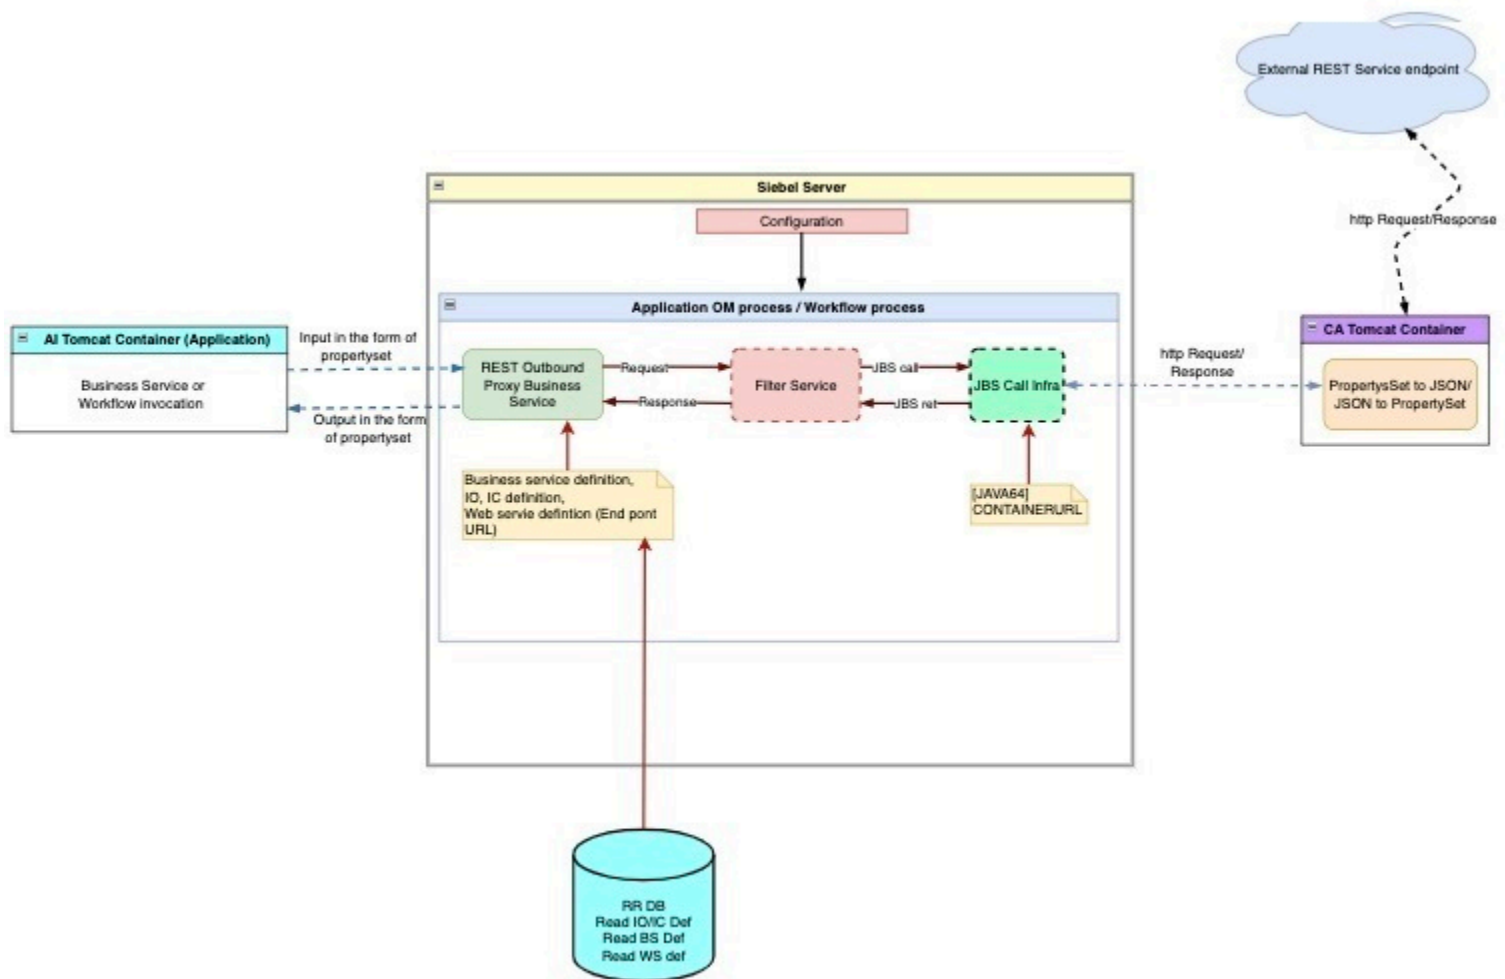 External REST Service endpoint
Siebel Server
Configuration
http Request/Response
Application OM process / Workflow process
AI Tomcat Container (Application)
Business Service or
Workflow invocation
Input in the form of
propertyset
Output in the form
of propertyset
REST Outbound
Proxy Business
Service
Request
Response
Filter Service
JBS call
JBS ret
JBS Call Infra
http Request/
Response
CA Tomcat Container
PropertysSet to JSON/
JSON to PropertySet
Business service definition,
IO, IC definition,
Web servie defintion (End pont
URL)
[JAVA64]
CONTAINERURL
RR DB
Read IO/IC Def
Read BS Def
Read WS def